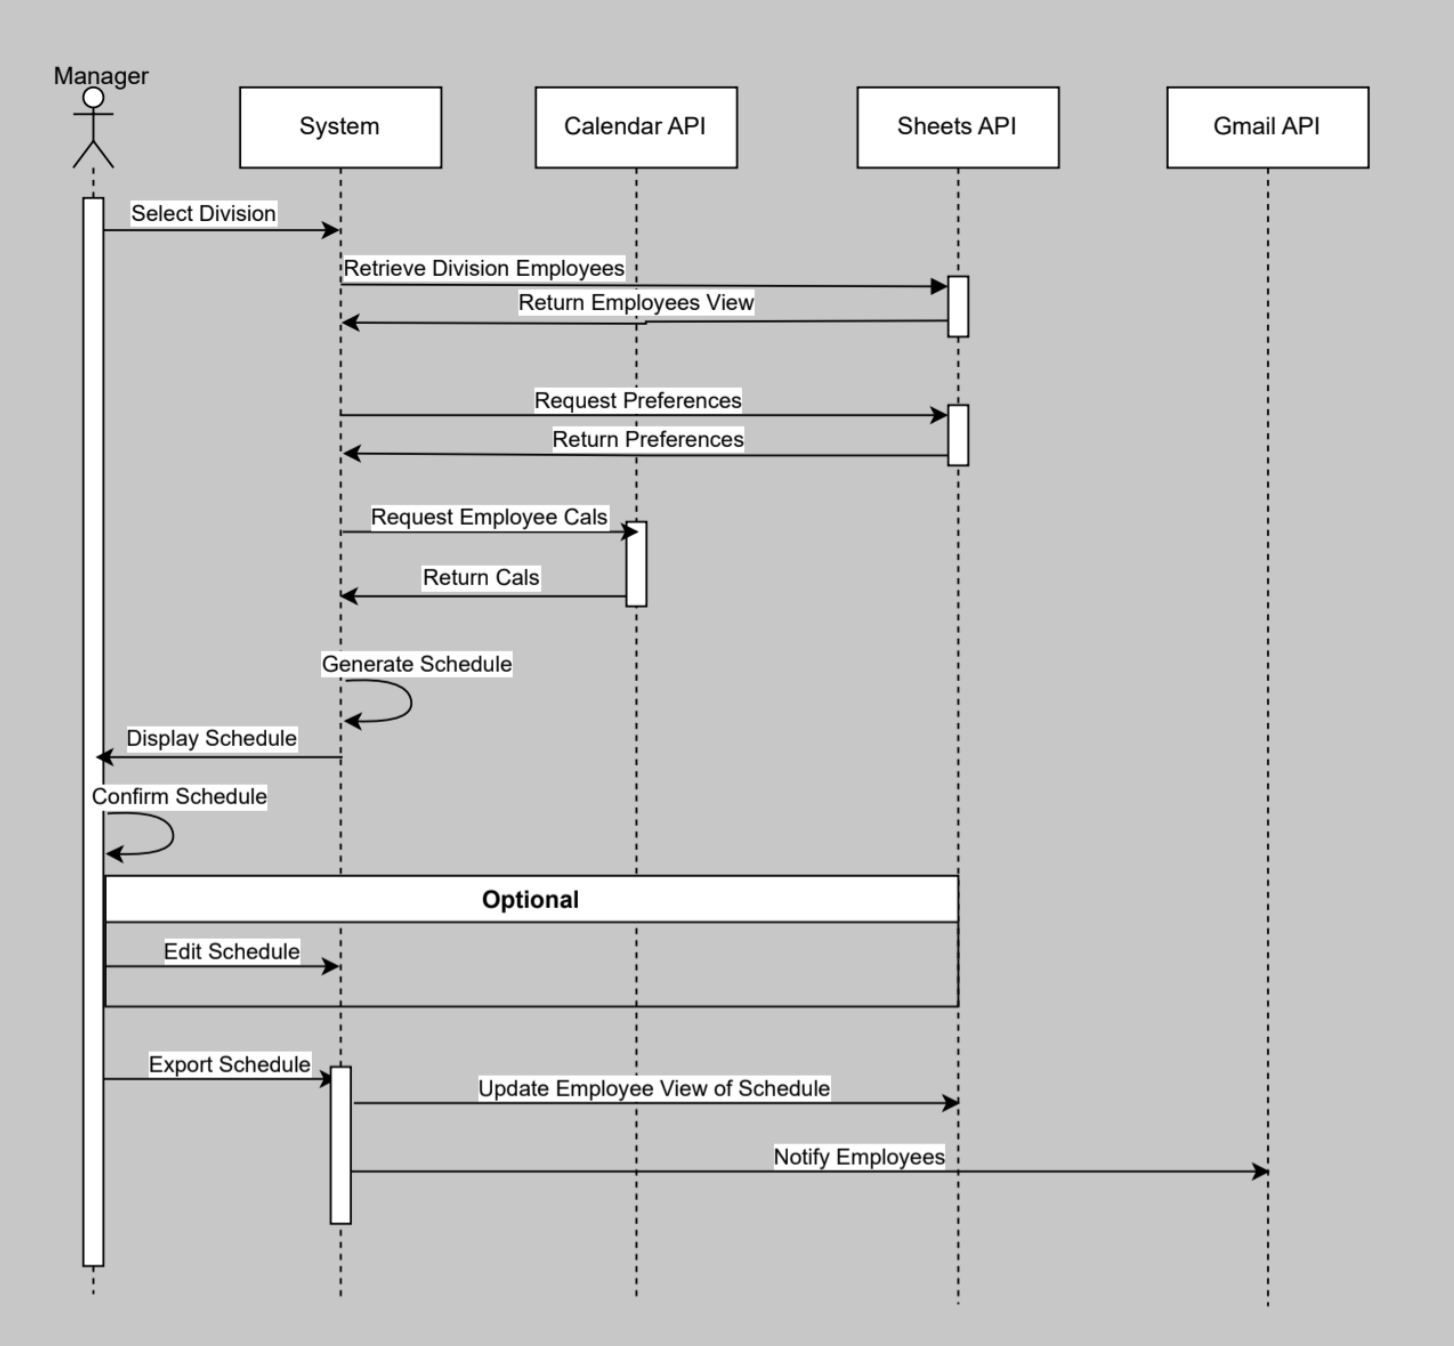 Manager
System
Calendar API
Sheets API
Gmail API
Select Division
Retrieve Division Employees
Return Employees View
Request Preferences
Return Preferences
Request Employee Cals
Return Cals
Generate Schedule
Display Schedule
Confirm Schedule
Optional
Edit Schedule
Export Schedule
Update Employee View of Schedule
Notify Employees